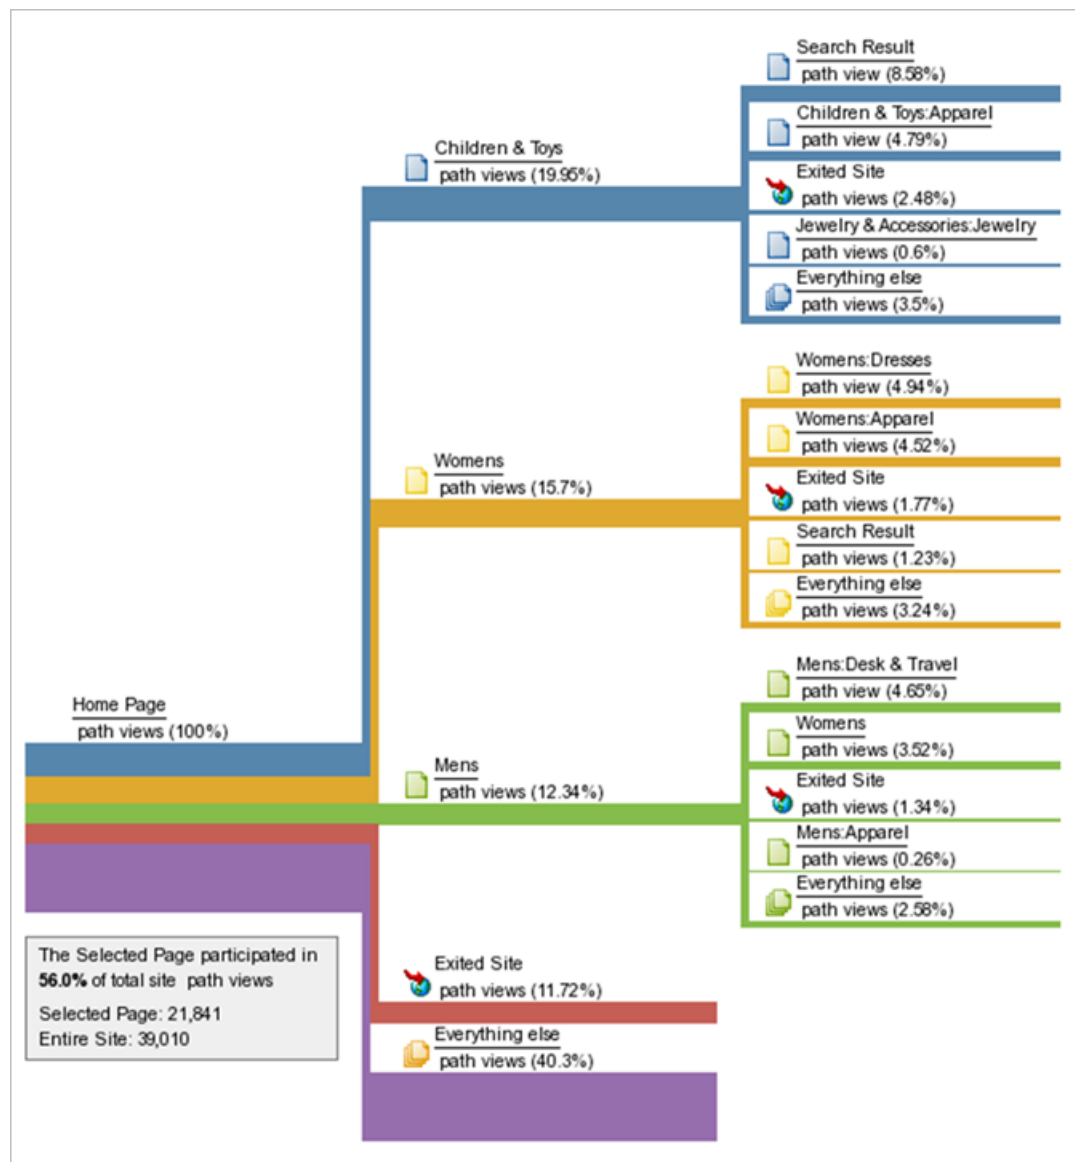 Search Result
path view (8.58%)
Children & Toys:Apparel
path view (4.79%)
Children & Toys
path views (19.95%)
Exited Site
path views (2.48%)
Jewelry & Accessories:Jewelry
path views (0.6%)
Everything else
path views (3.5%)
Womens:Dresses
path view (4.94%)
Womens:Apparel
path views (4.52%)
Womens
path views (15.7%)
Exited Site
path views (1.77%)
Search Result
path views (1.23%)
Everything else
path views (3.24%)
Mens:Desk & Travel
path view (4.65%)
Home Page
path views (100%)
Womens
path views (3.52%)
Mens
path views (12.34%)
Exited Site
path views (1.34%)
Mens:Apparel
path views (0.26%)
Everything else
path views (2.58%)
The Selected Page participated in
56.0% of total site path views
Selected Page: 21,841
Entire Site: 39,010
Exited Site
path views (11.72%)
Everything else
path views (40.3%)